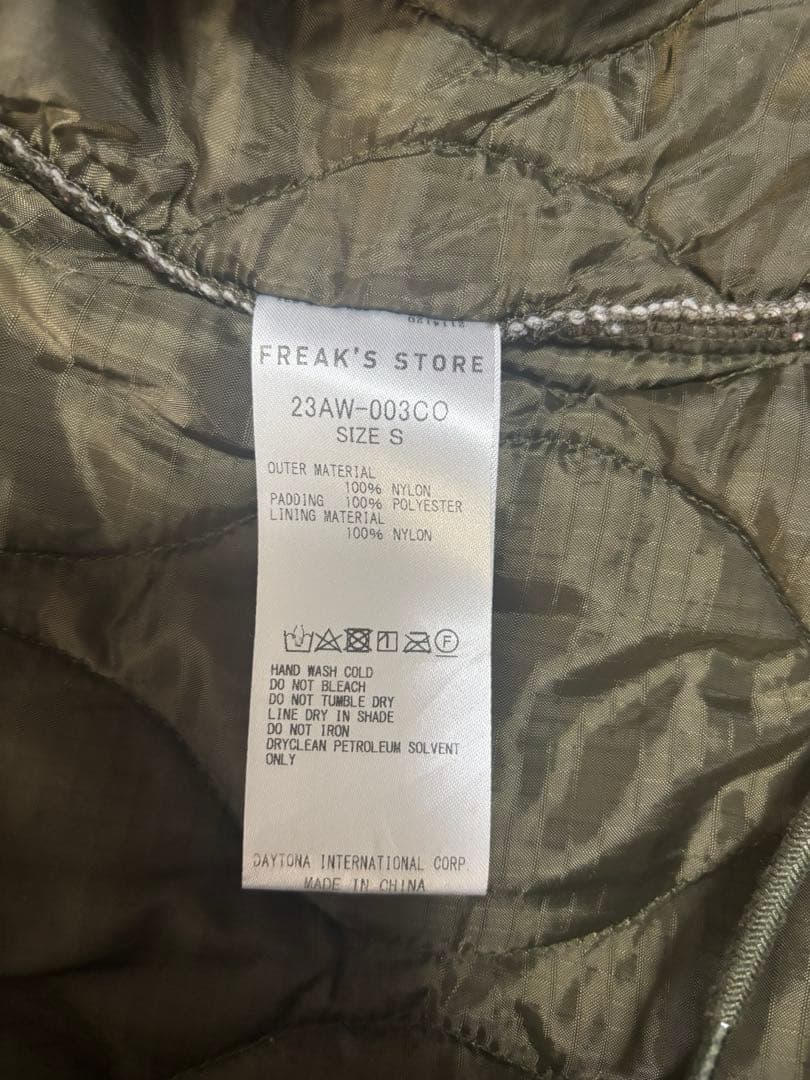 FREAK'S STORE
23AW-003CO
SIZE S
OUTER MATERIAL
100% NYLON
PADDING 100% POLYESTER
LINING MATERIAL
100% NYLON
HAND WASH COLD
DO NOT BLEACH
DO NOT TUMBLE DRY
LINE DRY IN SHADE
DO NOT IRON
DRYCLEAN PETROLEUM SOLVENT
ONLY
DAYTONA INTERNATIONAL CORP.
MADE IN CHINA